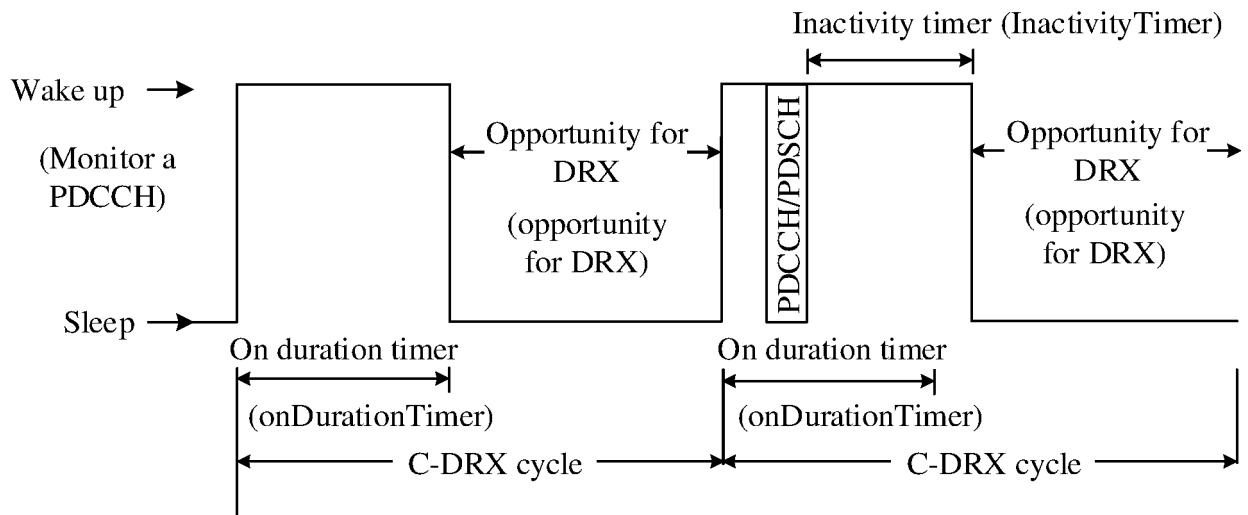 Inactivity timer (InactivityTimer)
Wake up
(Monitor a
PDCCH)
Opportunity for
DRX
(opportunity
for DRX)
PDCCH/PDSCH
Opportunity for
DRX
(opportunity
for DRX)
Sleep
On duration timer
(onDurationTimer)
On duration timer
(onDurationTimer)
C-DRX cycle
C-DRX cycle